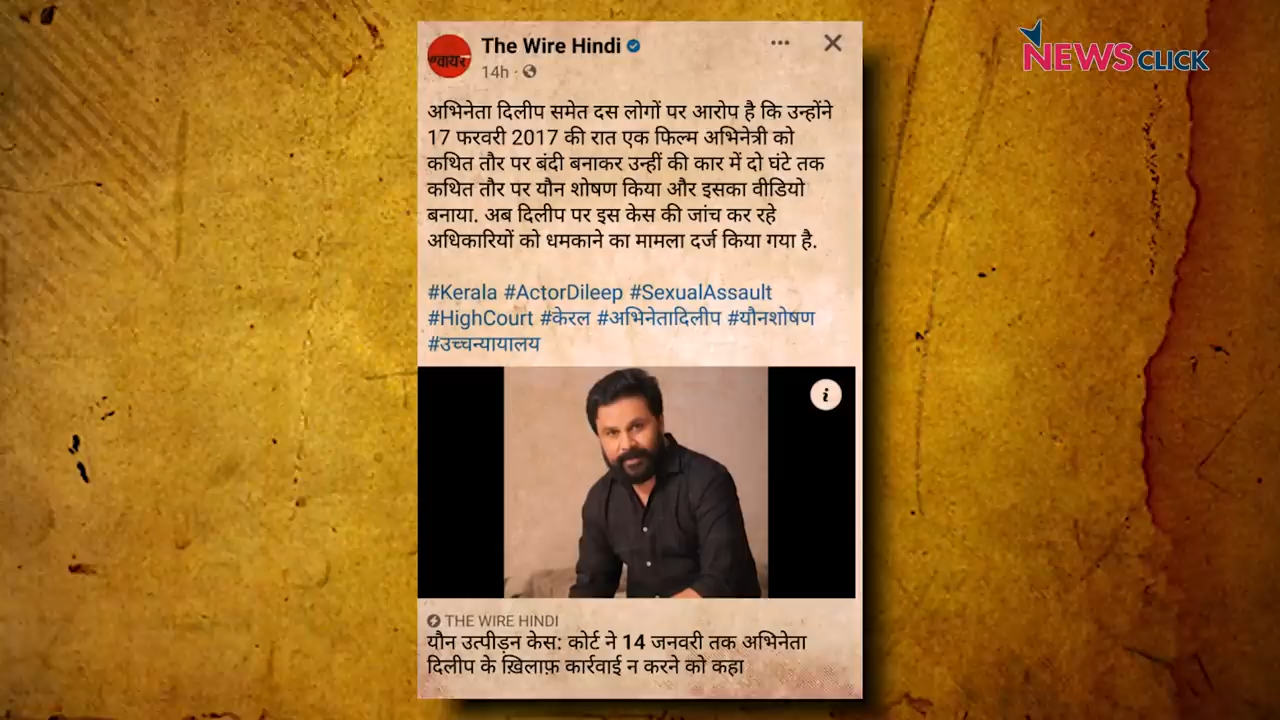 NEWSCLICK
वायर
The Wire Hindi
14h ·
अभिनेता दिलीप समेत दस लोगों पर आरोप है कि उन्होंने
17 फरवरी 2017 की रात एक फिल्म अभिनेत्री को
कथित तौर पर बंदी बनाकर उन्हीं की कार में दो घंटे तक
कथित तौर पर यौन शोषण किया और इसका वीडियो
बनाया. अब दिलीप पर इस केस की जांच कर रहे
अधिकारियों को धमकाने का मामला दर्ज किया गया है.
#Kerala #ActorDileep #SexualAssault
#HighCourt #केरल #अभिनेतादिलीप #यौनशोषण
#उच्चन्यायालय
i
THE WIRE HINDI
यौन उत्पीड़न केस: कोर्ट ने 14 जनवरी तक अभिनेता
दिलीप के ख़िलाफ़ कार्रवाई न करने को कहा